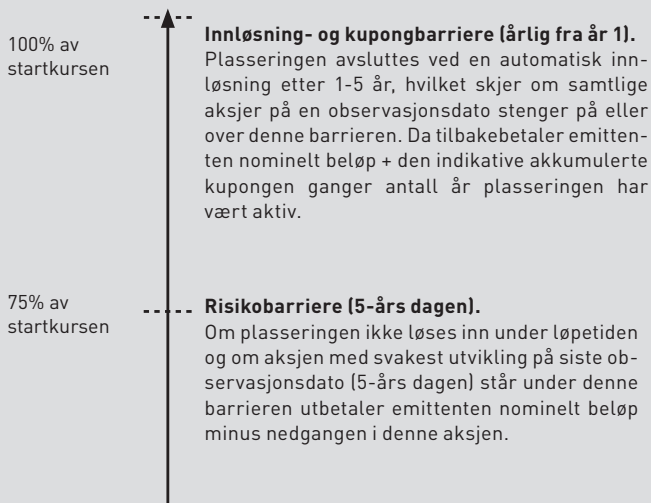 100% av
startkursen
Innløsning- og kupongbarriere (årlig fra år 1).
Plasseringen avsluttes ved en automatisk inn-
løsning etter 1-5 år, hvilket skjer om samtlige
aksjer på en observasjonsdato stenger på eller
over denne barrieren. Da tilbakebetaler emitten-
ten nominelt beløp + den indikative akkumulerte
kupongen ganger antall år plasseringen har
vært aktiv.
75% av
startkursen
Risikobarriere (5-års dagen).
Om plasseringen ikke løses inn under løpetiden
og om aksjen med svakest utvikling på siste ob-
servasjonsdato (5-års dagen) står under denne
barrieren utbetaler emittenten nominelt beløp
minus nedgangen i denne aksjen.